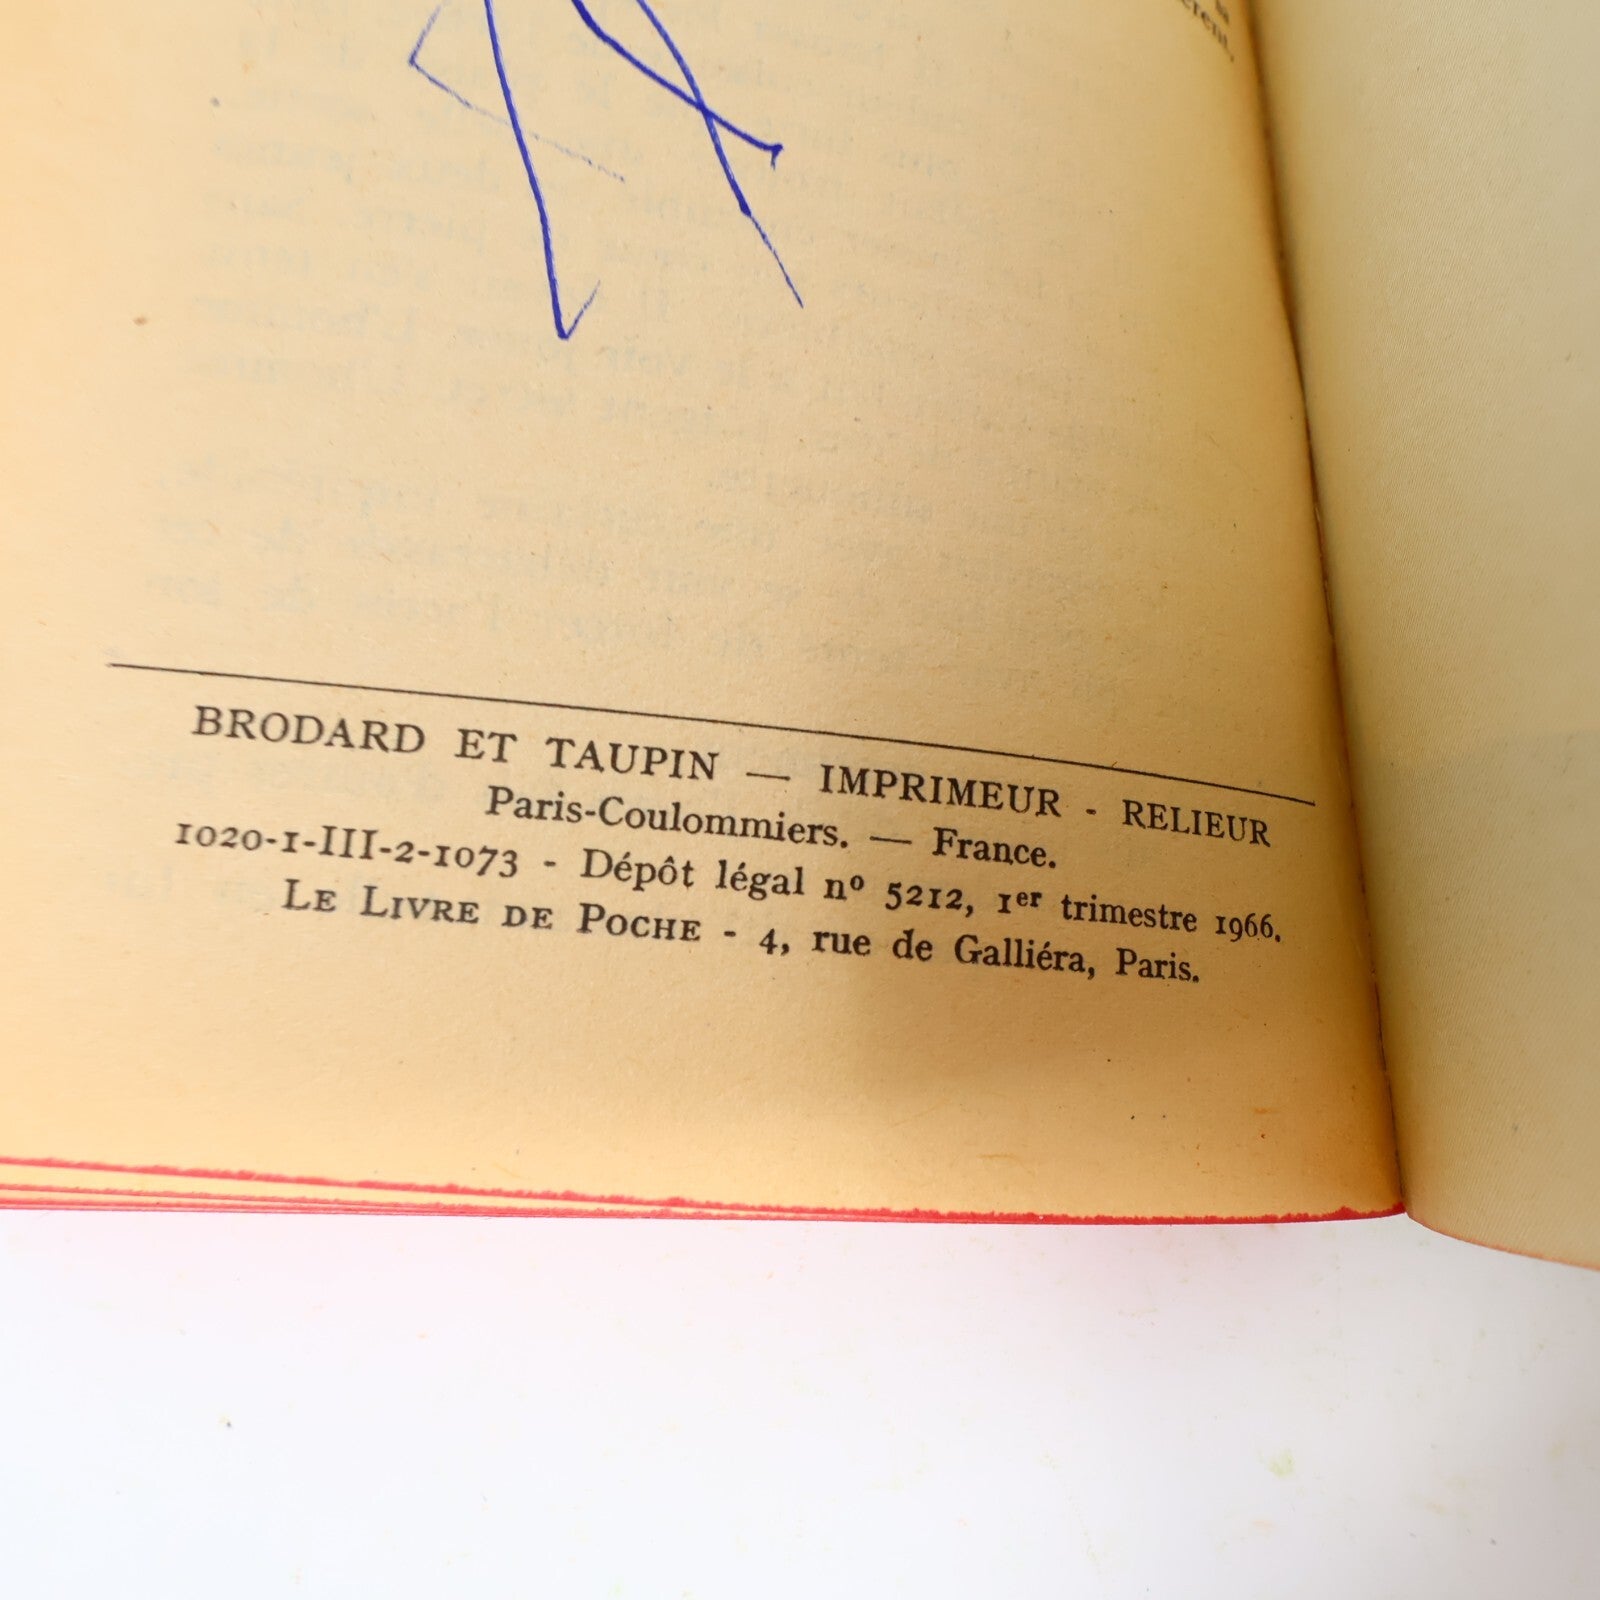 BRODARD ET TAUPIN — IMPRIMEUR - RELIEUR
Paris-Coulommiers. — France.
1020-1-III-2-1073 - Dépôt légal nº 5212, 1er trimestre 1966.
LE LIVRE DE POCHE - 4, rue de Galliéra, Paris.